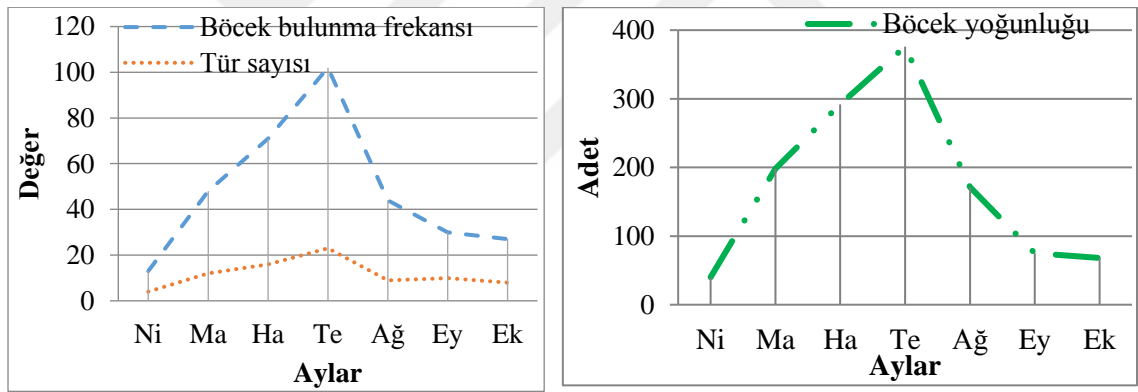 120
100
80
60
40
20
0
Değer
Böcek bulunma frekansı
Tür sayısı
Ni Ma Ha Te Ağ Ey Ek
Aylar
400
300
200
100
0
Adet
Böcek yoğunluğu
Ni Ma Ha Te Ağ Ey Ek
Aylar